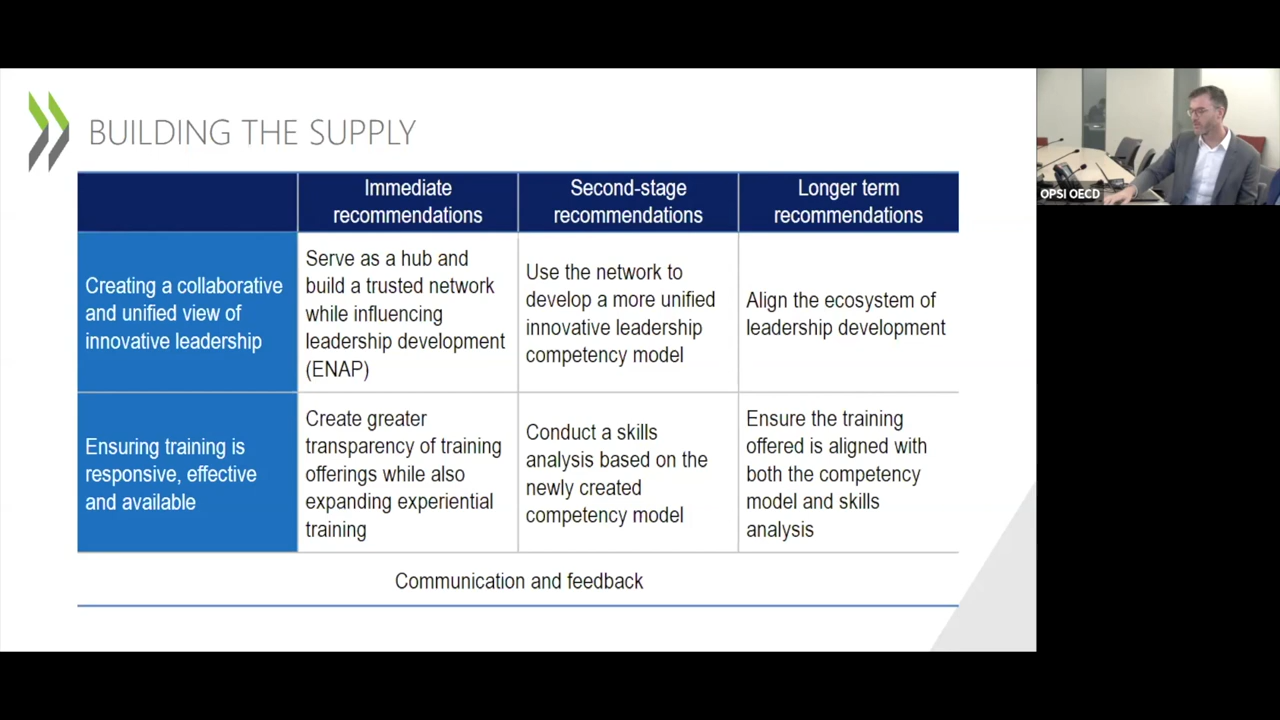 BUILDING THE SUPPLY
Immediate
recommendations
Second-stage
recommendations
Longer term
recommendations
Creating a collaborative
and unified view of
innovative leadership
Serve as a hub and
build a trusted network
while influencing
leadership development
(ENAP)
Use the network to
develop a more unified
innovative leadership
competency model
Align the ecosystem of
leadership development
Ensuring training is
responsive, effective
and available
Create greater
transparency of training
offerings while also
expanding experiential
training
Conduct a skills
analysis based on the
newly created
competency model
Ensure the training
offered is aligned with
both the competency
model and skills
analysis
Communication and feedback
OPSI OECD